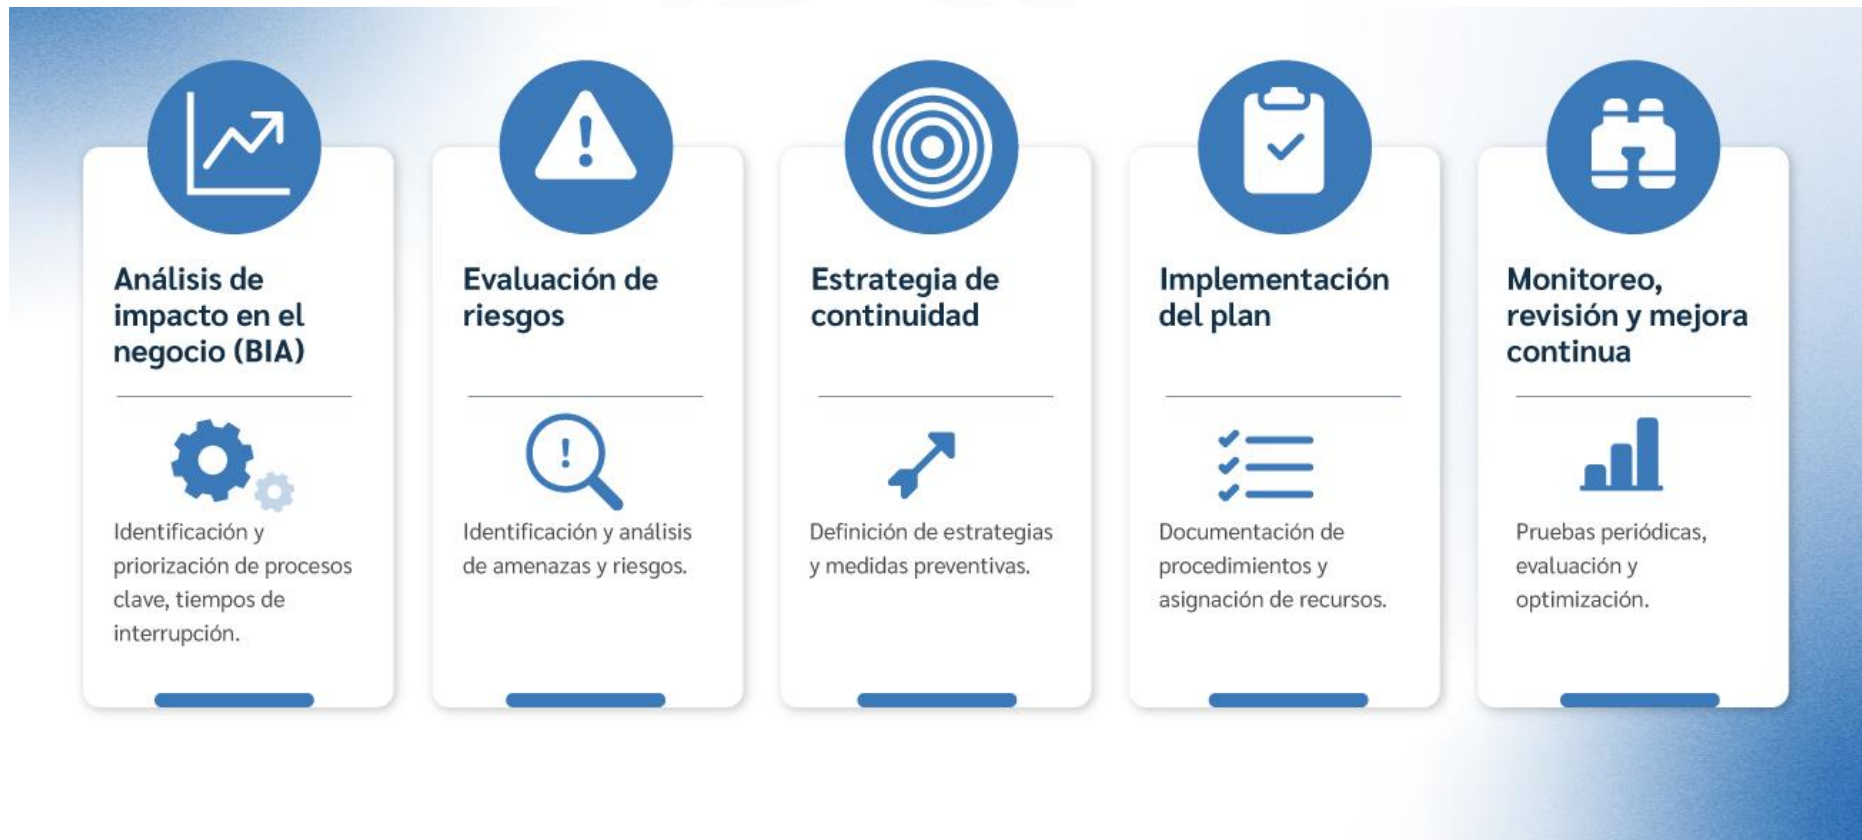 Análisis de
impacto en el
negocio (BIA)
Identificación y
priorización de procesos
clave, tiempos de
interrupción.
Evaluación de
riesgos
Identificación y análisis
de amenazas y riesgos.
Estrategia de
continuidad
Definición de estrategias
y medidas preventivas.
Implementación
del plan
Documentación de
procedimientos y
asignación de recursos.
Monitoreo,
revisión y mejora
continua
Pruebas periódicas,
evaluación y
optimización.